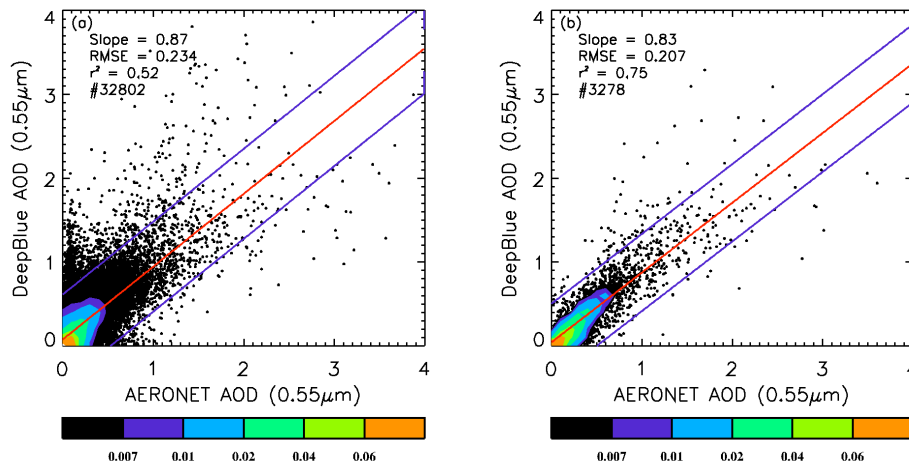 (a)
Slope = 0.87
RMSE = 0.234
r² = 0.52
#32802
DeepBlue AOD (0.55μm)
4
3
2
1
0
0 1 2 3 4
AERONET AOD (0.55μm)
0.007 0.01 0.02 0.04 0.06
(b)
Slope = 0.83
RMSE = 0.207
r² = 0.75
#3278
DeepBlue AOD (0.55μm)
4
3
2
1
0
0 1 2 3 4
AERONET AOD (0.55μm)
0.007 0.01 0.02 0.04 0.06